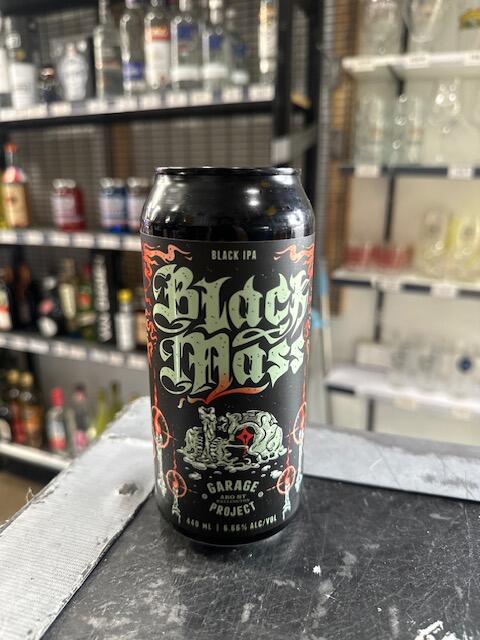 BLACK IPA
Black
Mass
GARAGE
ARO ST
WELLINGTON
PROJECT
440 ML | 6.66% ALC/VOL